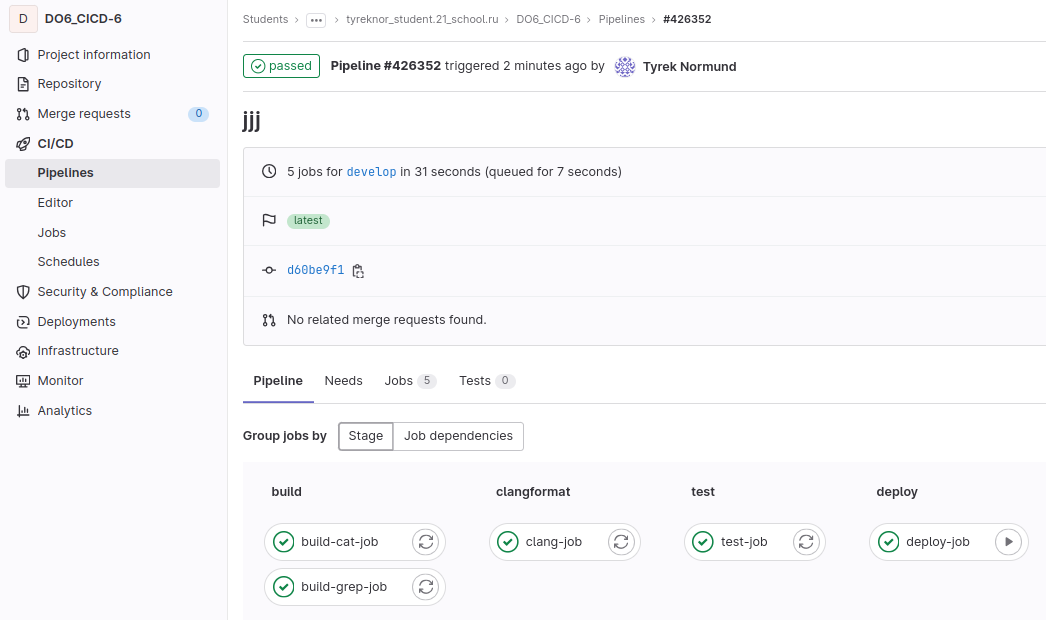 D DO6_CICD-6
Project information
Repository
Merge requests 0
CI/CD
Pipelines
Editor
Jobs
Schedules
Security & Compliance
Deployments
Infrastructure
Monitor
Analytics
Students › ••• › tyreknor_student.21_school.ru › DO6_CICD-6 › Pipelines › #426352
passed Pipeline #426352 triggered 2 minutes ago by Tyrek Normund
jjj
5 jobs for develop in 31 seconds (queued for 7 seconds)
latest
d60be9f1
No related merge requests found.
Pipeline Needs Jobs 5 Tests 0
Group jobs by Stage Job dependencies
build clangformat test deploy
build-cat-job clang-job test-job deploy-job
build-grep-job